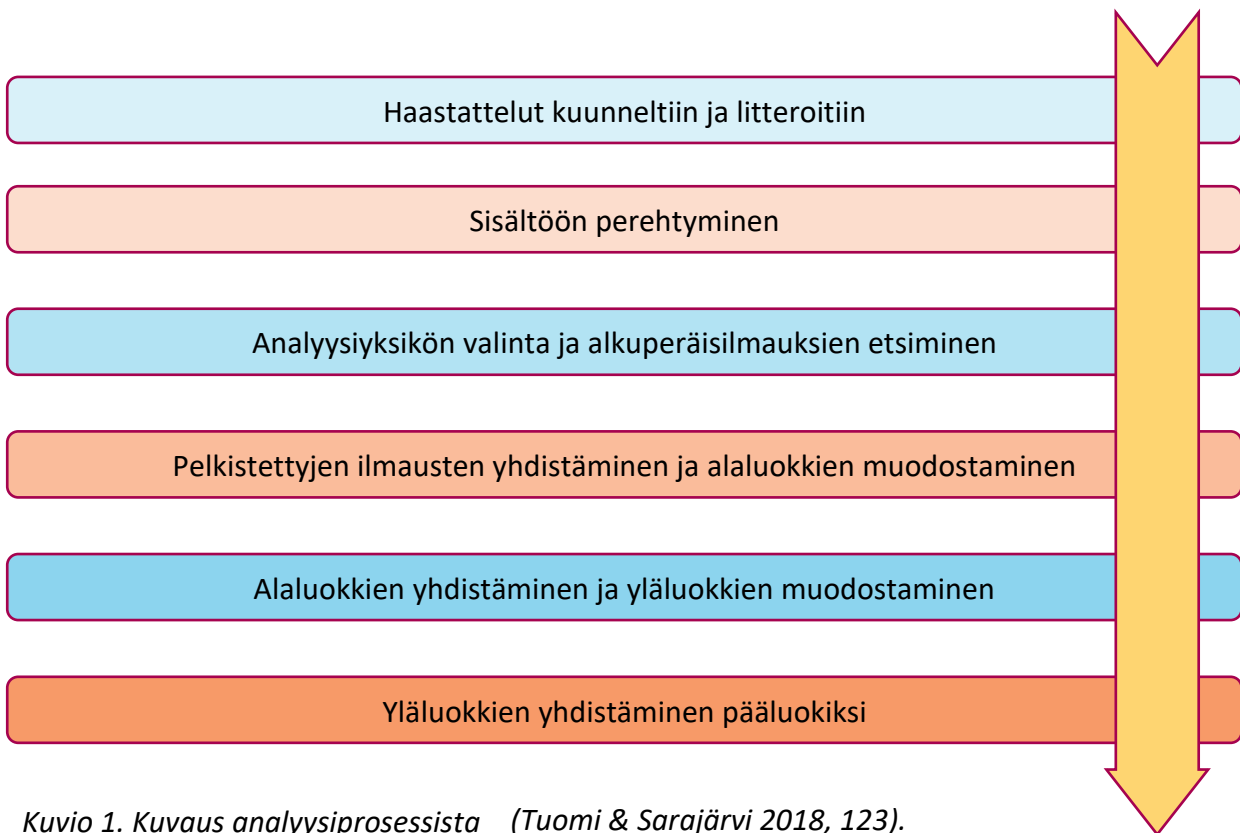 Haastattelut kuunneltiin ja litteroitiin
Sisältöön perehtyminen
Analyysiyksikön valinta ja alkuperäisilmauksien etsiminen
Pelkistettyjen ilmausten yhdistäminen ja alaluokkien muodostaminen
Alaluokkien yhdistäminen ja yläluokkien muodostaminen
Yläluokkien yhdistäminen pääluokiksi
Kuvio 1. Kuvaus analyysiprosessista (Tuomi & Sarajärvi 2018, 123).